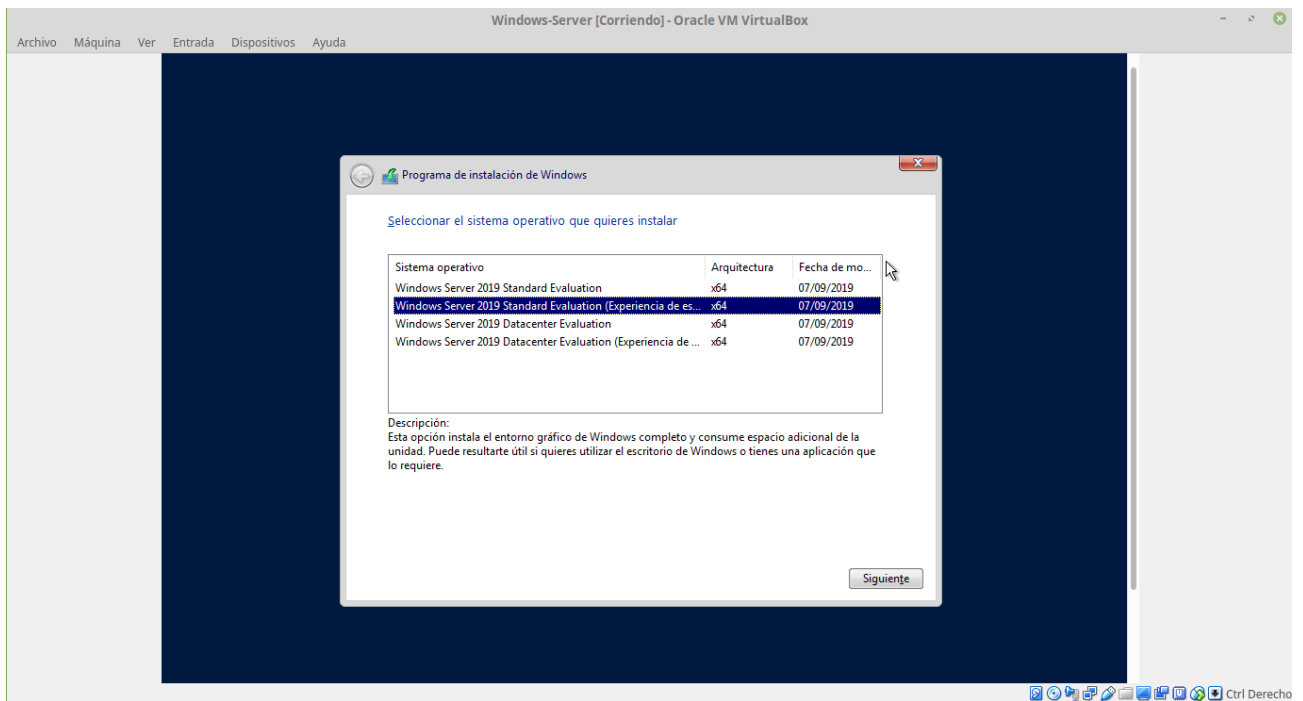 Windows-Server [Corriendo] - Oracle VM VirtualBox
Archivo Máquina Ver Entrada Dispositivos Ayuda
Programa de instalación de Windows
Seleccionar el sistema operativo que quieres instalar
Sistema operativo Arquitectura Fecha de mo...
Windows Server 2019 Standard Evaluation x64 07/09/2019
Windows Server 2019 Standard Evaluation (Experiencia de es... x64 07/09/2019
Windows Server 2019 Datacenter Evaluation x64 07/09/2019
Windows Server 2019 Datacenter Evaluation (Experiencia de ... x64 07/09/2019
Descripción:
Esta opción instala el entorno gráfico de Windows completo y consume espacio adicional de la
unidad. Puede resultarte útil si quieres utilizar el escritorio de Windows o tienes una aplicación que
lo requiere.
Siguiente
Ctrl Derecho